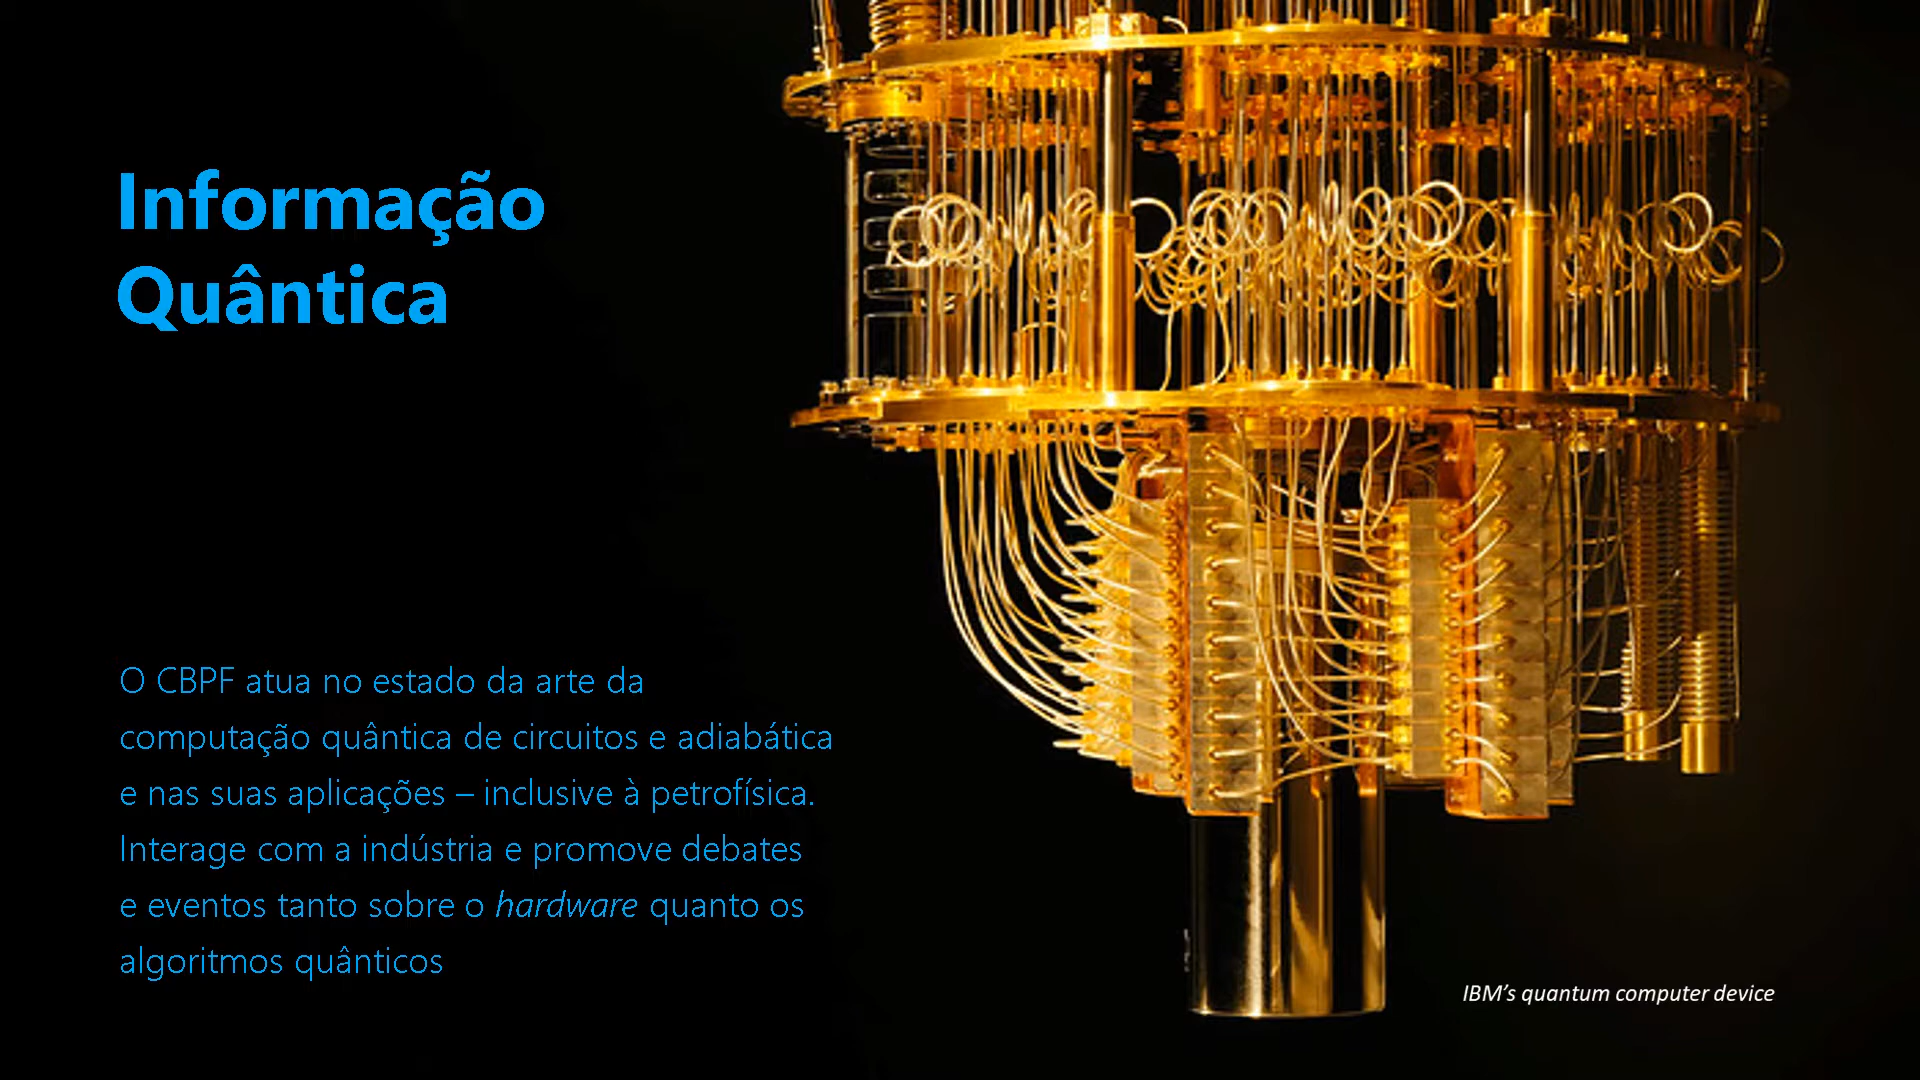 Informação
Quântica
O CBPF atua no estado da arte da
computação quântica de circuitos e adiabática
e nas suas aplicações – inclusive à petrofísica.
Interage com a indústria e promove debates
e eventos tanto sobre o hardware quanto os
algoritmos quânticos
IBM’s quantum computer device